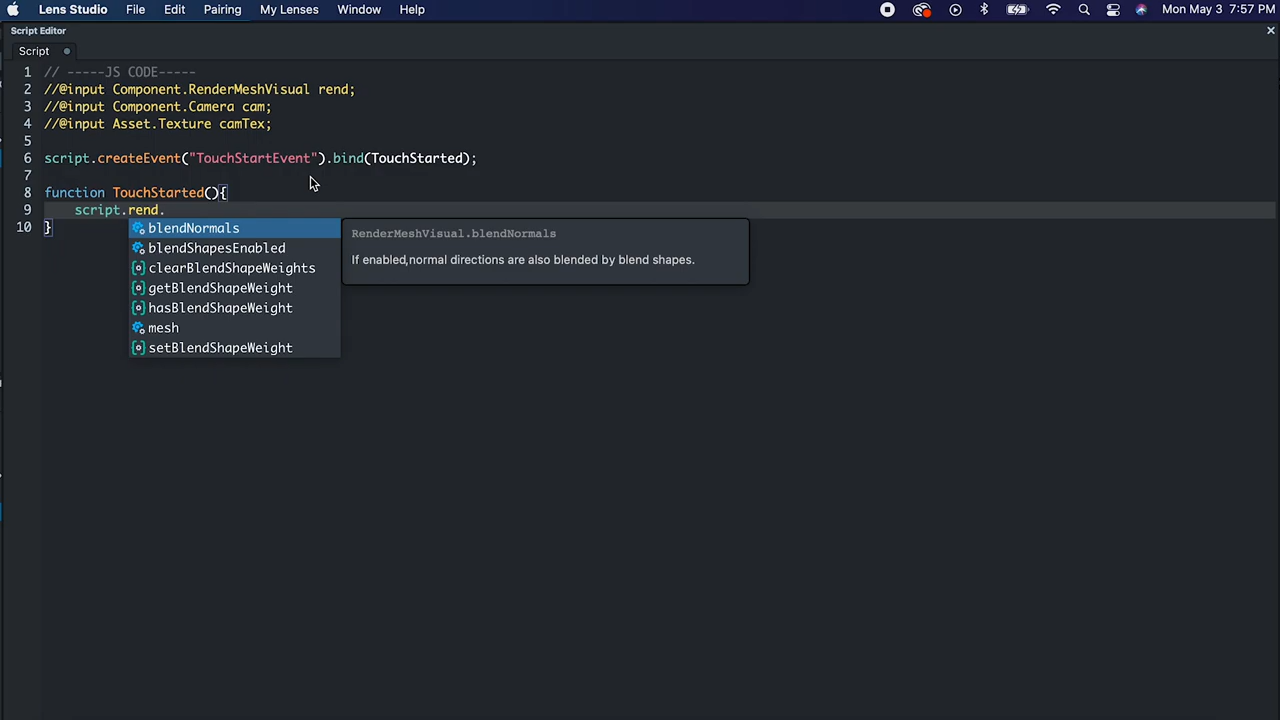 Lens Studio File Edit Pairing My Lenses Window Help Mon May 3 7:57 PM
Script Editor
Script
1 // -----JS CODE-----
2 //@input Component.RenderMeshVisual rend;
3 //@input Component.Camera cam;
4 //@input Asset.Texture camTex;
5
6 script.createEvent("TouchStartEvent").bind(TouchStarted);
7
8 function TouchStarted(){
9 script.rend.
10 }
blendNormals
blendShapesEnabled
clearBlendShapeWeights
getBlendShapeWeight
hasBlendShapeWeight
mesh
setBlendShapeWeight
RenderMeshVisual.blendNormals
If enabled,normal directions are also blended by blend shapes.